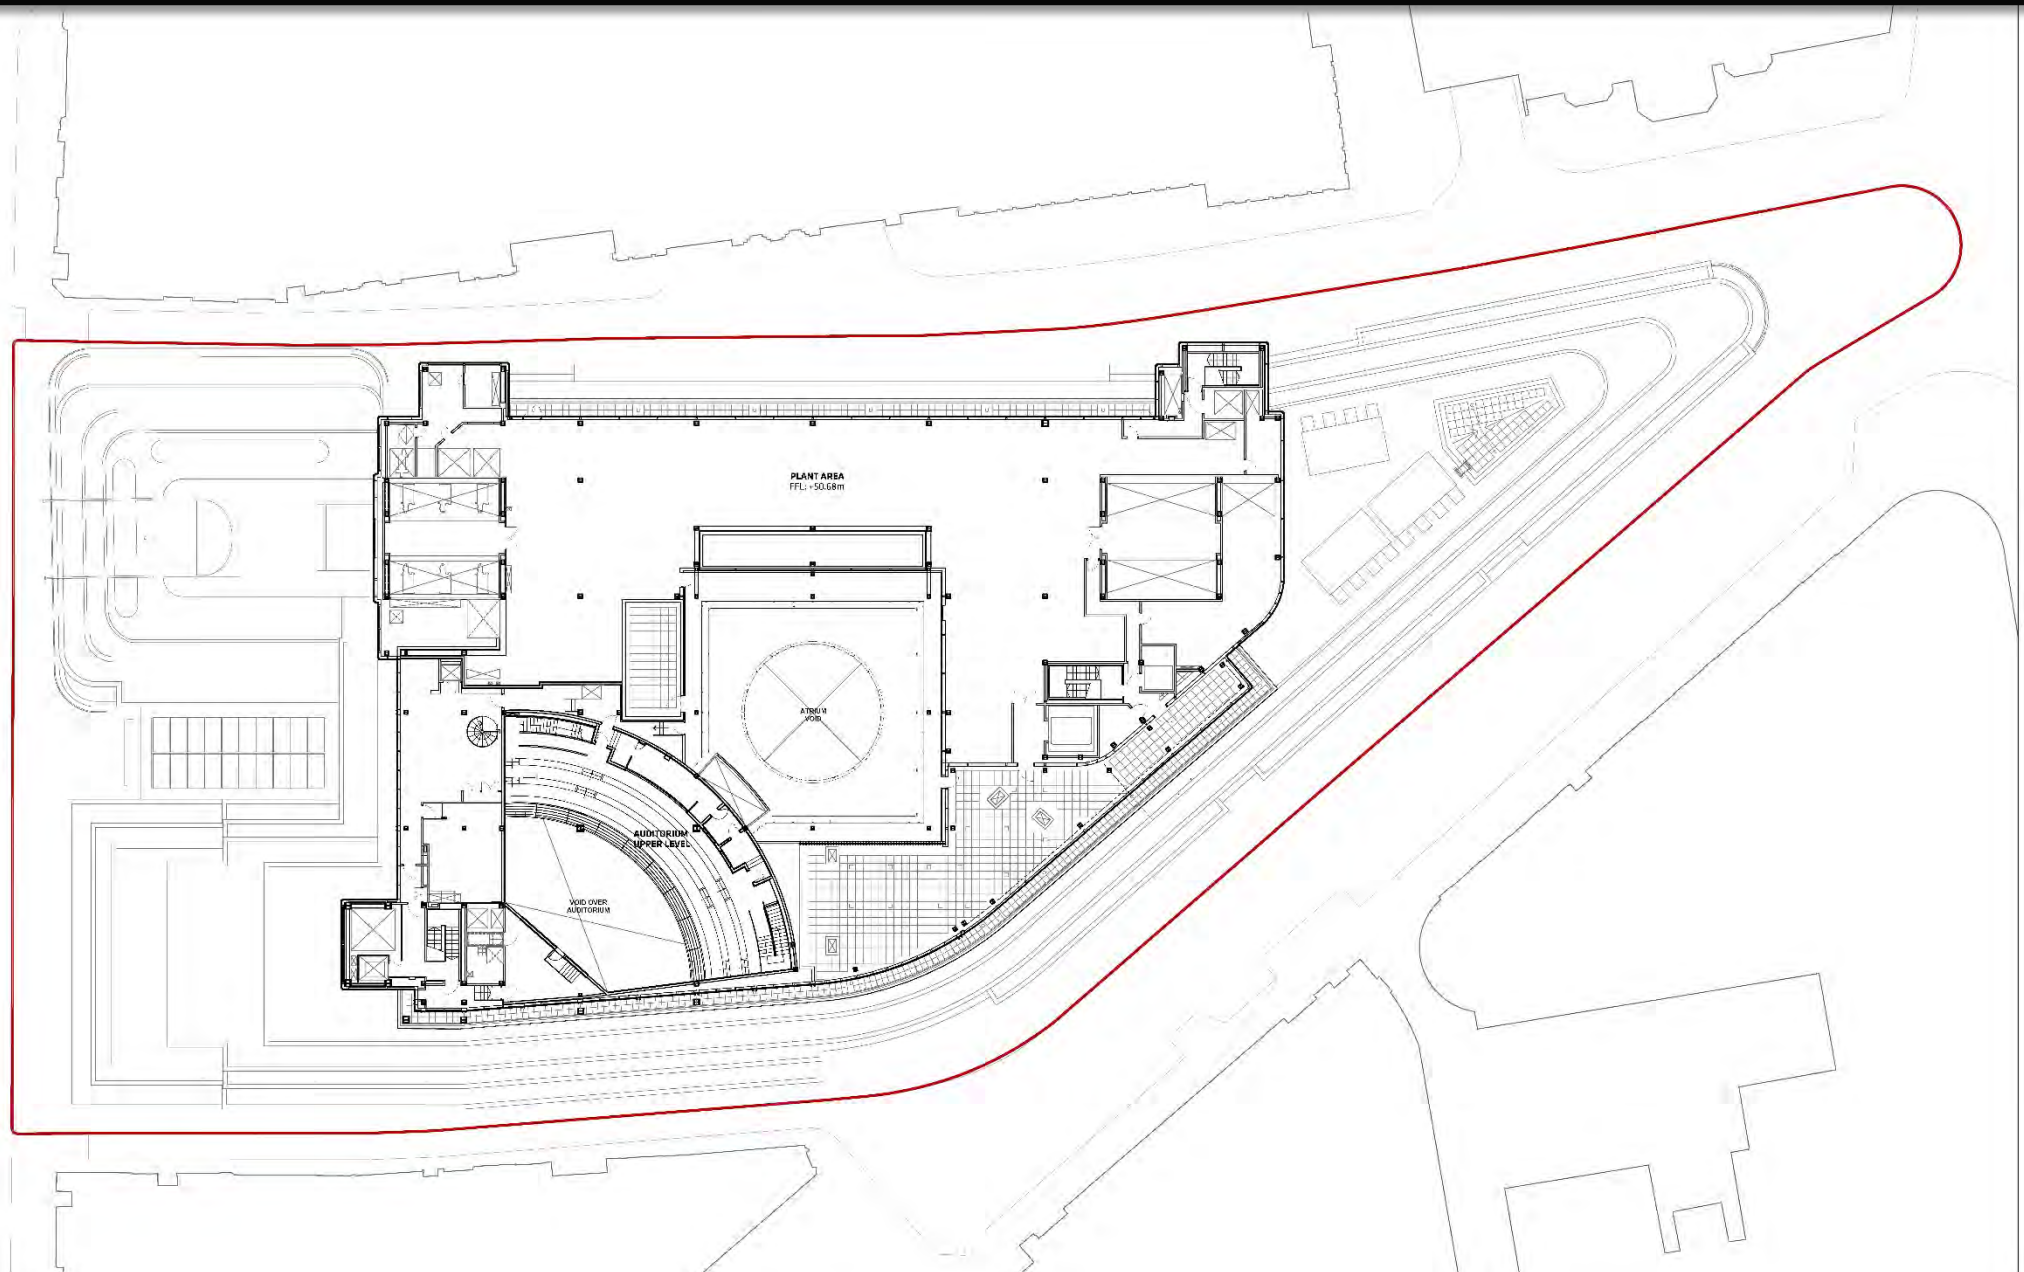 PLANT AREA
FFL: +50.68m
ATRIUM
VOID
AUDITORIUM
UPPER LEVEL
VOID OVER
AUDITORIUM